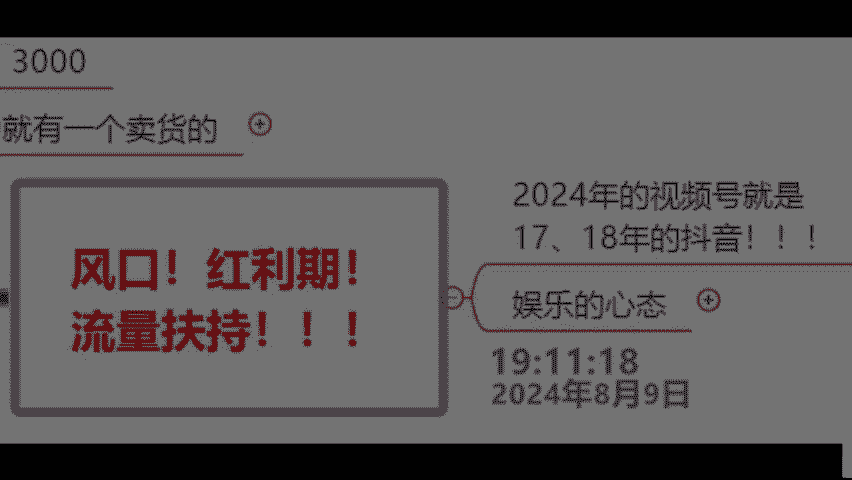 3000
就有一个卖货的
风口！红利期！
流量扶持！！！
2024年的视频号就是
17、18年的抖音！！！
娱乐的心态
19:11:18
2024年8月9日